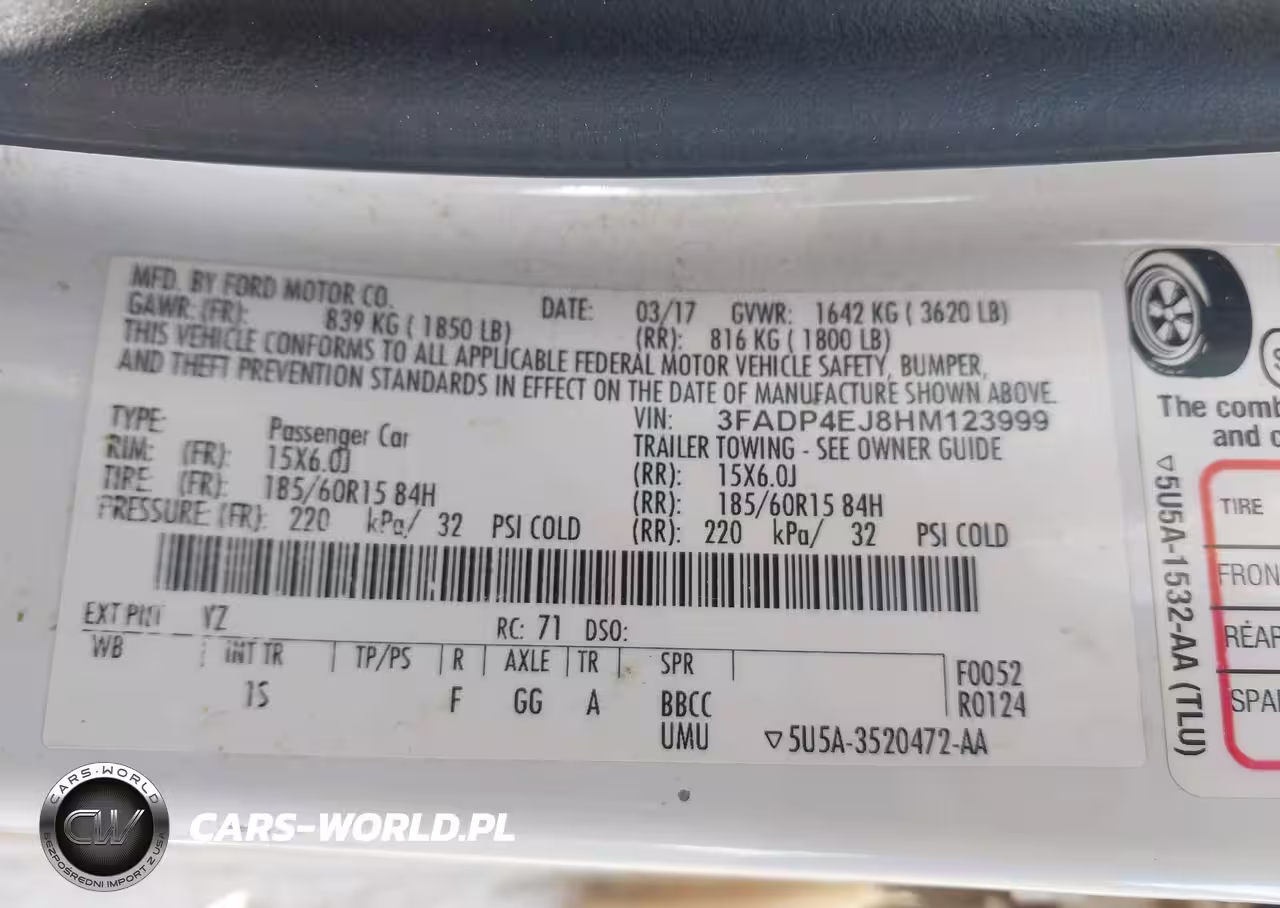 MFD. BY FORD MOTOR CO. DATE: 03/17 GVWR: 1642 KG ( 3620 LB)
GAWR: (FR): 839 KG ( 1850 LB) (RR): 816 KG ( 1800 LB)
THIS VEHICLE CONFORMS TO ALL APPLICABLE FEDERAL MOTOR VEHICLE SAFETY, BUMPER,
AND THEFT PREVENTION STANDARDS IN EFFECT ON THE DATE OF MANUFACTURE SHOWN ABOVE.
TYPE: Passenger Car VIN: 3FADP4EJ8HM123999
TRAILER TOWING - SEE OWNER GUIDE
RIM: (FR): 15X6.0J (RR): 15X6.0J
TIRE: (FR): 185/60R15 84H (RR): 185/60R15 84H
PRESSURE: (FR): 220 kPa/ 32 PSI COLD (RR): 220 kPa/ 32 PSI COLD
EXT PNT YZ RC: 71 DSO:
WB INT TR TP/PS R AXLE TR SPR F0052
1S F GG A BBCC R0124
UMU ▽5U5A-3520472-AA
The comb
and c
▽5U5A-1532-AA (TLU)
TIRE
FRON
REAR
SPA
CARS-WORLD
CW
BEZPOŚREDNI IMPORT Z USA
CARS-WORLD.PL